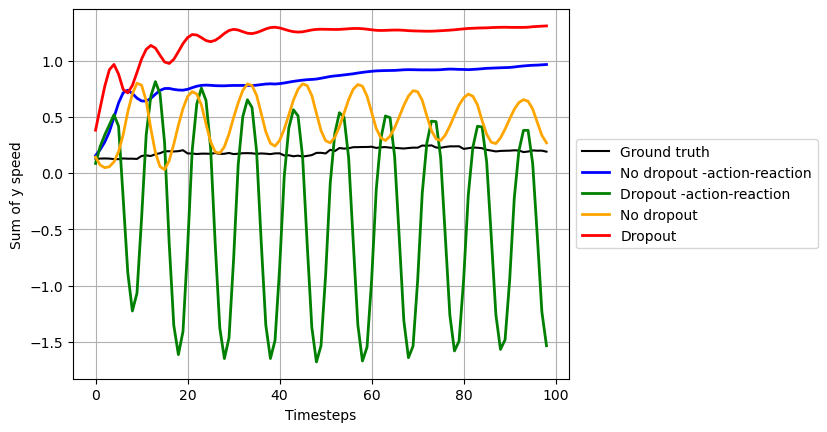 1.0
0.5
0.0
−0.5
−1.0
−1.5
Sum of y speed
0 20 40 60 80 100
Timesteps
Ground truth
No dropout -action-reaction
Dropout -action-reaction
No dropout
Dropout